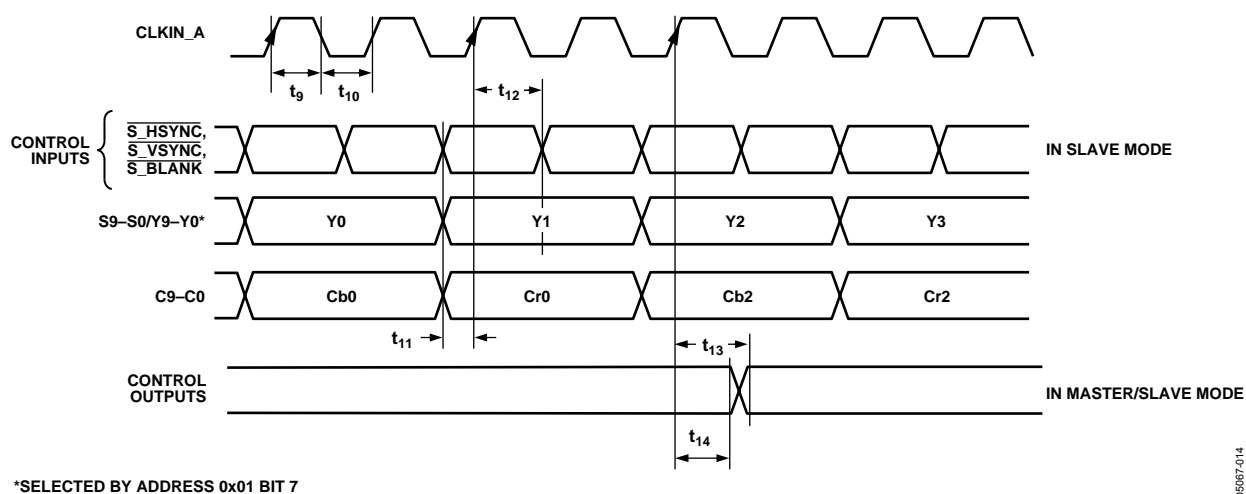 CLKIN_A
t9
t10
t12
CONTROL
INPUTS
S_HSYNC,
S_VSYNC,
S_BLANK
IN SLAVE MODE
S9–S0/Y9–Y0*
Y0
Y1
Y2
Y3
C9–C0
Cb0
Cr0
Cb2
Cr2
t11
t13
CONTROL
OUTPUTS
IN MASTER/SLAVE MODE
t14
*SELECTED BY ADDRESS 0x01 BIT 7
05067-014